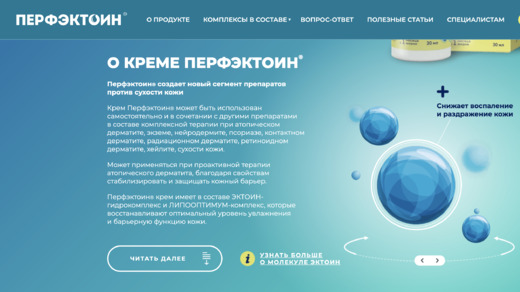 ПЕРФЭКТОИН®
О ПРОДУКТЕ КОМПЛЕКСЫ В СОСТАВЕ ВОПРОС-ОТВЕТ ПОЛЕЗНЫЕ СТАТЬИ СПЕЦИАЛИСТАМ
30 мл
30 мл
О КРЕМЕ ПЕРФЭКТОИН®
Перфэктоин® создает новый сегмент препаратов
против сухости кожи
Крем Перфэктоин® может быть использован
самостоятельно и в сочетании с другими препаратами
в составе комплексной терапии при атопическом
дерматите, экземе, нейродермите, псориазе, контактном
дерматите, радиационном дерматите, ретиноидном
дерматите, хейлите, сухости кожи.
Может применяться при проактивной терапии
атопического дерматита, благодаря свойствам
стабилизировать и защищать кожный барьер.
Перфэктоин® крем имеет в составе ЭКТОИН-
гидрокомплекс и ЛИПООПТИМУМ-комплекс, которые
восстанавливают оптимальный уровень увлажнения
и барьерную функцию кожи.
Снижает воспаление
и раздражение кожи
ЧИТАТЬ ДАЛЕЕ
УЗНАТЬ БОЛЬШЕ
О МОЛЕКУЛЕ ЭКТОИН